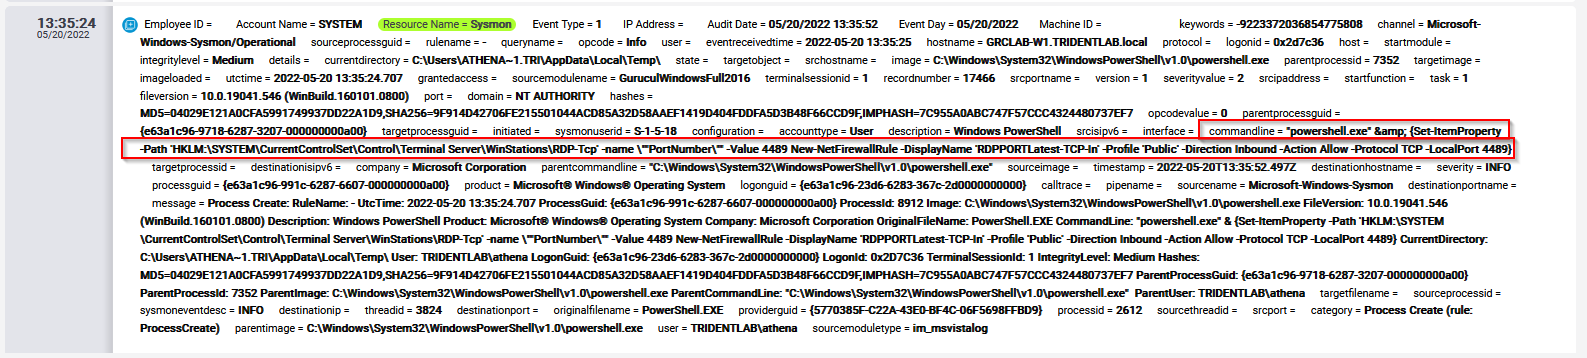 13:35:24
05/20/2022
Employee ID = Account Name = SYSTEM Resource Name = Sysmon Event Type = 1 IP Address = Audit Date = 05/20/2022 13:35:52 Event Day = 05/20/2022 Machine ID = keywords = -9223372036854775808 channel = Microsoft-
Windows-Sysmon/Operational sourceprocessguid = rulename = - queryname = opcode = Info user = eventreceivedtime = 2022-05-20 13:35:25 hostname = GRCLAB-W1.TRIDENTLAB.local protocol = logonid = 0x2d7c36 host = startmodule =
integritylevel = Medium details = currentdirectory = C:\Users\ATHENA~1.TRI\AppData\Local\Temp\ state = targetobject = srchostname = image = C:\Windows\System32\WindowsPowerShell\v1.0\powershell.exe parentprocessid = 7352 targetimage =
imageloaded = utctime = 2022-05-20 13:35:24.707 grantedaccess = sourcemodulename = GuruculWindowsFull2016 terminalsessionid = 1 recordnumber = 17466 srcportname = version = 1 severityvalue = 2 srcipaddress = startfunction = task = 1
fileversion = 10.0.19041.546 (WinBuild.160101.0800) port = domain = NT AUTHORITY hashes =
MD5=04029E121A0CFA5991749937DD22A1D9,SHA256=9F914D42706FE215501044ACD85A32D58AAEF1419D404FDDFA5D3B48F66CCD9F,IMPHASH=7C955A0ABC747F57CCC4324480737EF7 opcodevalue = 0 parentprocessguid =
{e63a1c96-9718-6287-3207-000000000a00} targetprocessguid = initiated = sysmonuserid = S-1-5-18 configuration = accounttype = User description = Windows PowerShell srcisipv6 = interface = commandline = "powershell.exe" &amp; {Set-ItemProperty
-Path 'HKLM:\SYSTEM\CurrentControlSet\Control\Terminal Server\WinStations\RDP-Tcp' -name \""PortNumber\"" -Value 4489 New-NetFirewallRule -DisplayName 'RDPPORTLatest-TCP-In' -Profile 'Public' -Direction Inbound -Action Allow -Protocol TCP -LocalPort 4489}
targetprocessid = destinationisipv6 = company = Microsoft Corporation parentcommandline = "C:\Windows\System32\WindowsPowerShell\v1.0\powershell.exe" sourceimage = timestamp = 2022-05-20T13:35:52.497Z destinationhostname = severity = INFO
processguid = {e63a1c96-991c-6287-6607-000000000a00} product = Microsoft® Windows® Operating System logonguid = {e63a1c96-23d6-6283-367c-2d0000000000} calltrace = pipename = sourcename = Microsoft-Windows-Sysmon destinationportname =
message = Process Create: RuleName: - UtcTime: 2022-05-20 13:35:24.707 ProcessGuid: {e63a1c96-991c-6287-6607-000000000a00} ProcessId: 8912 Image: C:\Windows\System32\WindowsPowerShell\v1.0\powershell.exe FileVersion: 10.0.19041.546
(WinBuild.160101.0800) Description: Windows PowerShell Product: Microsoft® Windows® Operating System Company: Microsoft Corporation OriginalFileName: PowerShell.EXE CommandLine: "powershell.exe" & {Set-ItemProperty -Path 'HKLM:\SYSTEM
\CurrentControlSet\Control\Terminal Server\WinStations\RDP-Tcp' -name \""PortNumber\"" -Value 4489 New-NetFirewallRule -DisplayName 'RDPPORTLatest-TCP-In' -Profile 'Public' -Direction Inbound -Action Allow -Protocol TCP -LocalPort 4489} CurrentDirectory:
C:\Users\ATHENA~1.TRI\AppData\Local\Temp\ User: TRIDENTLAB\athena LogonGuid: {e63a1c96-23d6-6283-367c-2d0000000000} LogonId: 0x2D7C36 TerminalSessionId: 1 IntegrityLevel: Medium Hashes:
MD5=04029E121A0CFA5991749937DD22A1D9,SHA256=9F914D42706FE215501044ACD85A32D58AAEF1419D404FDDFA5D3B48F66CCD9F,IMPHASH=7C955A0ABC747F57CCC4324480737EF7 ParentProcessGuid: {e63a1c96-9718-6287-3207-000000000a00}
ParentProcessId: 7352 ParentImage: C:\Windows\System32\WindowsPowerShell\v1.0\powershell.exe ParentCommandLine: "C:\Windows\System32\WindowsPowerShell\v1.0\powershell.exe" ParentUser: TRIDENTLAB\athena targetfilename = sourceprocessid =
sysmoneventdesc = INFO destinationip = threadid = 3824 destinationport = originalfilename = PowerShell.EXE providerguid = {5770385F-C22A-43E0-BF4C-06F5698FFBD9} processid = 2612 sourcethreadid = srcport = category = Process Create (rule:
ProcessCreate) parentimage = C:\Windows\System32\WindowsPowerShell\v1.0\powershell.exe user = TRIDENTLAB\athena sourcemoduletype = im_msvistalog